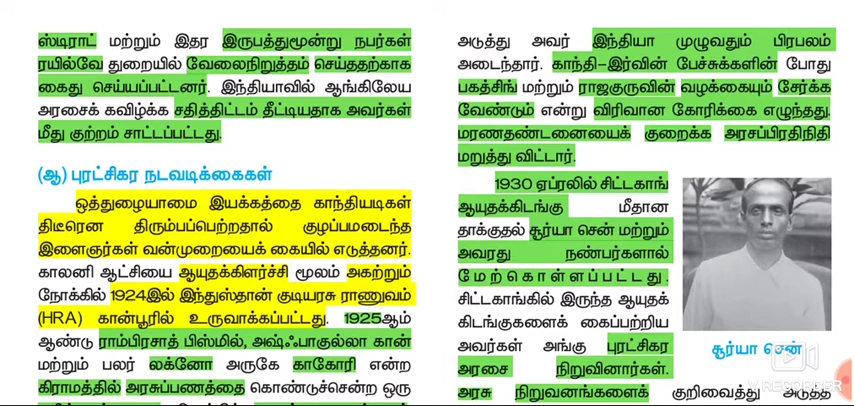 ஸ்டிராட் மற்றும் இதர இருபத்துமூன்று நபர்கள்
ரயில்வே துறையில் வேலைநிறுத்தம் செய்ததற்காக
கைது செய்யப்பட்டனர். இந்தியாவில் ஆங்கிலேய
அரசைக் கவிழ்க்க சதித்திட்டம் தீட்டியதாக அவர்கள்
மீது குற்றம் சாட்டப்பட்டது.
(ஆ) புரட்சிகர நடவடிக்கைகள்
ஒத்துழையாமை இயக்கத்தை காந்தியடிகள்
திடீரென திரும்பப்பெற்றதால் குழப்பமடைந்த
இளைஞர்கள் வன்முறையைக் கையில் எடுத்தனர்.
காலனி ஆட்சியை ஆயுதக்கிளர்ச்சி மூலம் அகற்றும்
நோக்கில் 1924இல் இந்துஸ்தான் குடியரசு ராணுவம்
(HRA) கான்பூரில் உருவாக்கப்பட்டது. 1925ஆம்
ஆண்டு ராம்பிரசாத் பிஸ்மில், அஷ்ஃபாகுல்லா கான்
மற்றும் பலர் லக்னோ அருகே காகோரி என்ற
கிராமத்தில் அரசுப்பணத்தை கொண்டுச்சென்ற ஒரு
அடுத்து அவர் இந்தியா முழுவதும் பிரபலம்
அடைந்தார். காந்தி–இர்வின் பேச்சுக்களின் போது
பகத்சிங் மற்றும் ராஜகுருவின் வழக்கையும் சேர்க்க
வேண்டும் என்று விரிவான கோரிக்கை எழுந்தது.
மரணதண்டனையைக் குறைக்க அரசப்பிரதிநிதி
மறுத்து விட்டார்.
1930 ஏப்ரலில் சிட்டகாங்
ஆயுதக்கிடங்கு மீதான
தாக்குதல் சூர்யா சென் மற்றும்
அவரது நண்பர்களால்
மேற்கொள்ளப்பட்டது.
சிட்டகாங்கில் இருந்த ஆயுதக்
கிடங்குகளைக் கைப்பற்றிய
அவர்கள் அங்கு புரட்சிகர
அரசை நிறுவினார்கள்.
அரசு நிறுவனங்களைக் குறிவைத்து அடுத்த
சூர்யா சென்
VRECORDER